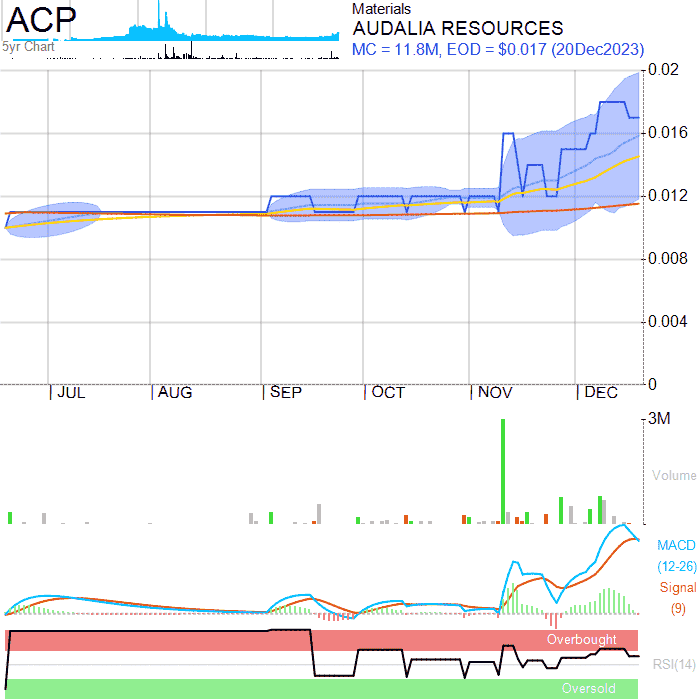 ACP
5yr Chart
Materials
AUDALIA RESOURCES
MC = 11.8M, EOD = $0.017 (20Dec2023)
0.02
0.016
0.012
0.008
0.004
0
JUL AUG SEP OCT NOV DEC
3M
Volume
MACD
(12-26)
Signal
(9)
Overbought
RSI(14)
Oversold